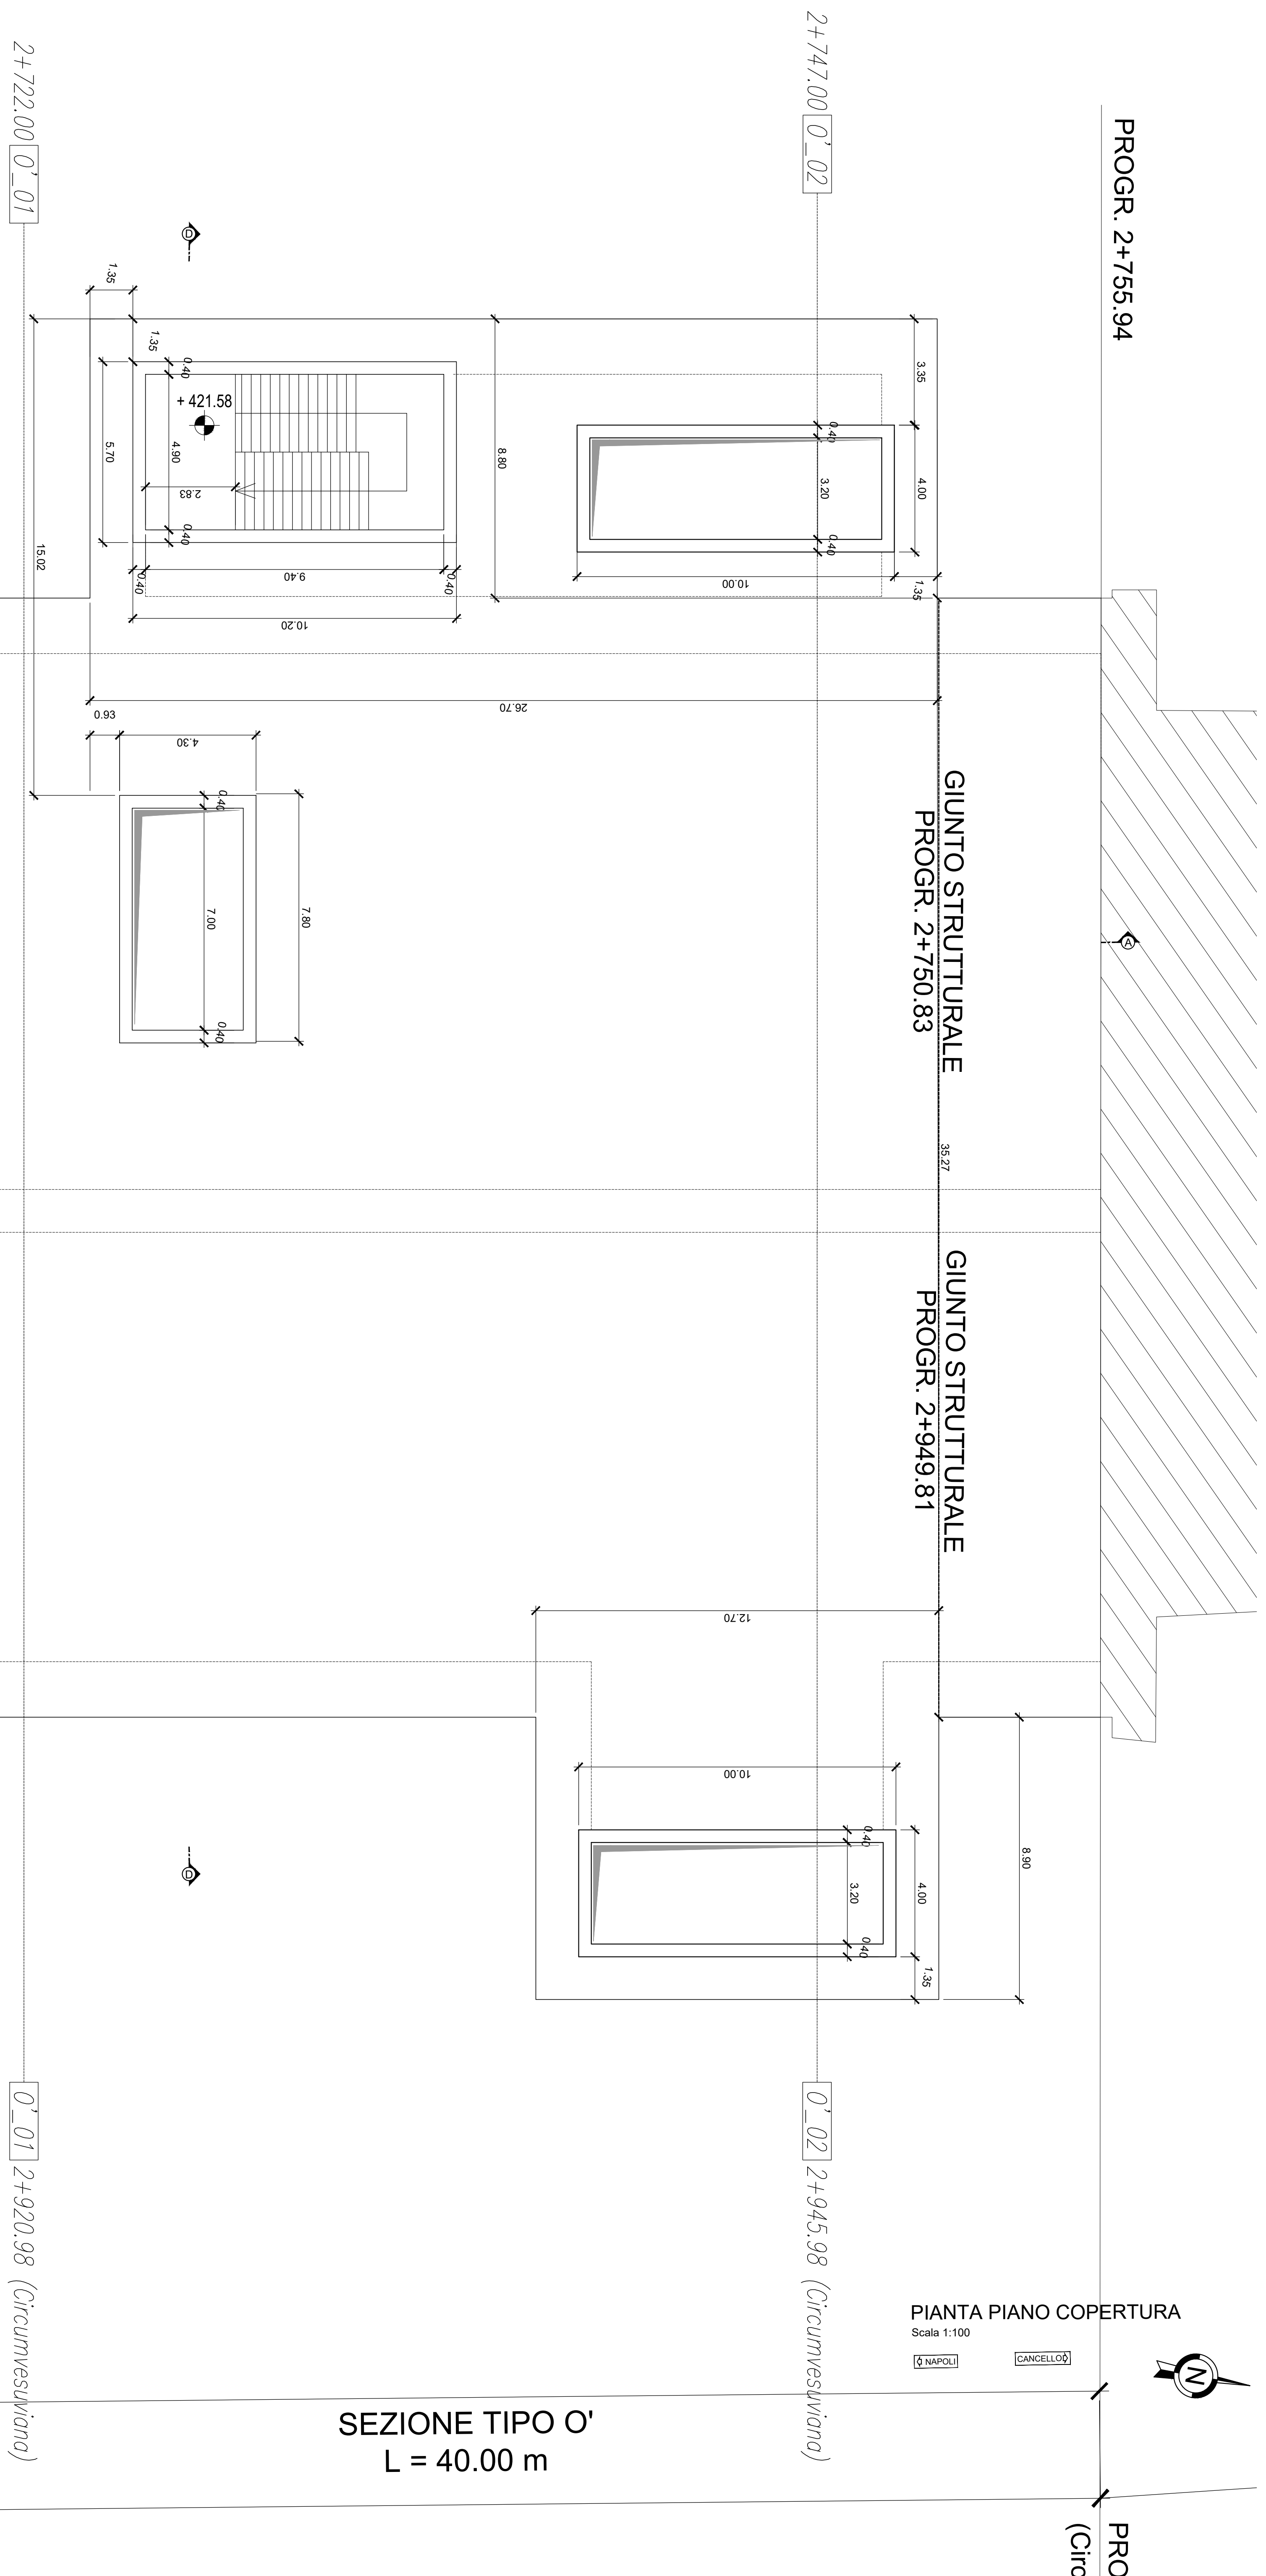 2+722.00 O'_01
2+747.00 O'_02
PROGR. 2+755.94
D
1.35
1.35
0.40
+ 421.58
5.70
4.90
2.83
0.40
0.40
9.40
0.40
10.20
15.02
8.80
3.35
0.40
4.00
3.20
0.40
10.00
1.35
26.70
0.93
4.30
0.40
7.00
7.80
0.40
GIUNTO STRUTTURALE
PROGR. 2+750.83
A
35.27
GIUNTO STRUTTURALE
PROGR. 2+949.81
12.70
10.00
0.40
3.20
4.00
0.40
1.35
8.90
D
O'_01 2+920.98 (Circumvesuviana)
O'_02 2+945.98 (Circumvesuviana)
PIANTA PIANO COPERTURA
Scala 1:100
NAPOLI
CANCELLO
N
SEZIONE TIPO O'
L = 40.00 m
PRO
(Circ